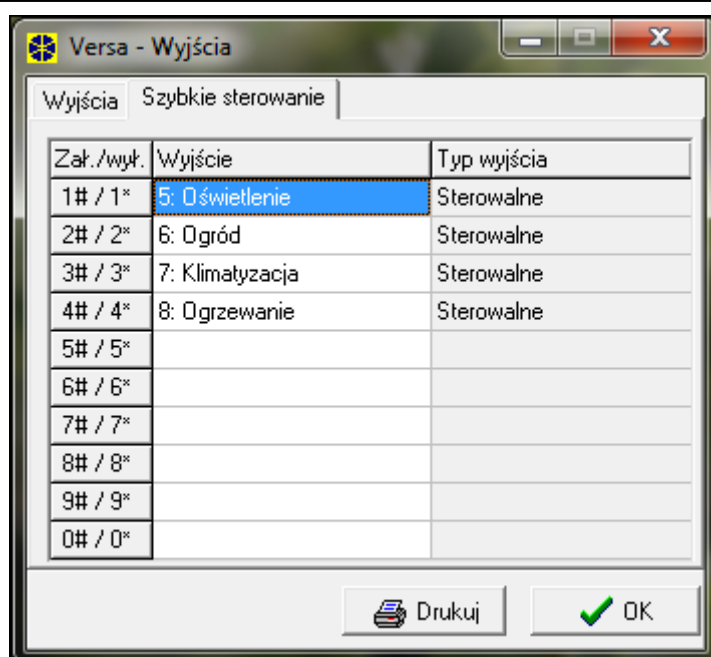 Versa - Wyjścia
Wyjścia Szybkie sterowanie
Zał./wył. Wyjście Typ wyjścia
1# / 1* 5: Oświetlenie Sterowalne
2# / 2* 6: Ogród Sterowalne
3# / 3* 7: Klimatyzacja Sterowalne
4# / 4* 8: Ogrzewanie Sterowalne
5# / 5*
6# / 6*
7# / 7*
8# / 8*
9# / 9*
0# / 0*
Drukuj OK